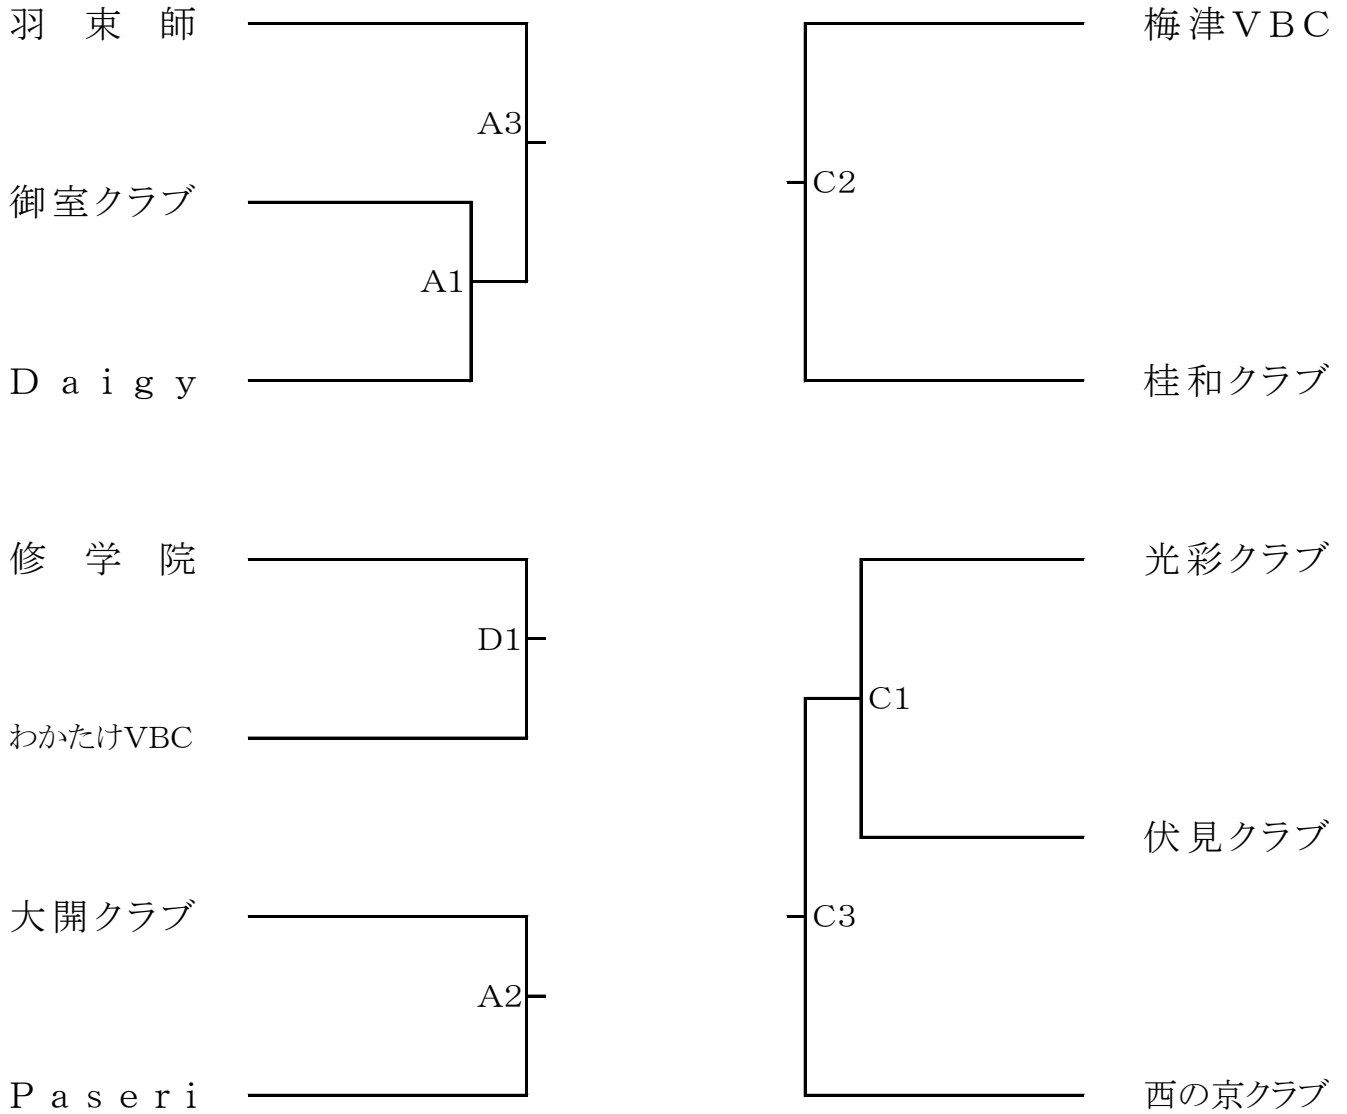 羽束師
A3
御室クラブ
A1
Daigy
修学院
D1
わかたけVBC
大開クラブ
A2
Paseri
梅津VBC
C2
桂和クラブ
光彩クラブ
C1
伏見クラブ
C3
西の京クラブ